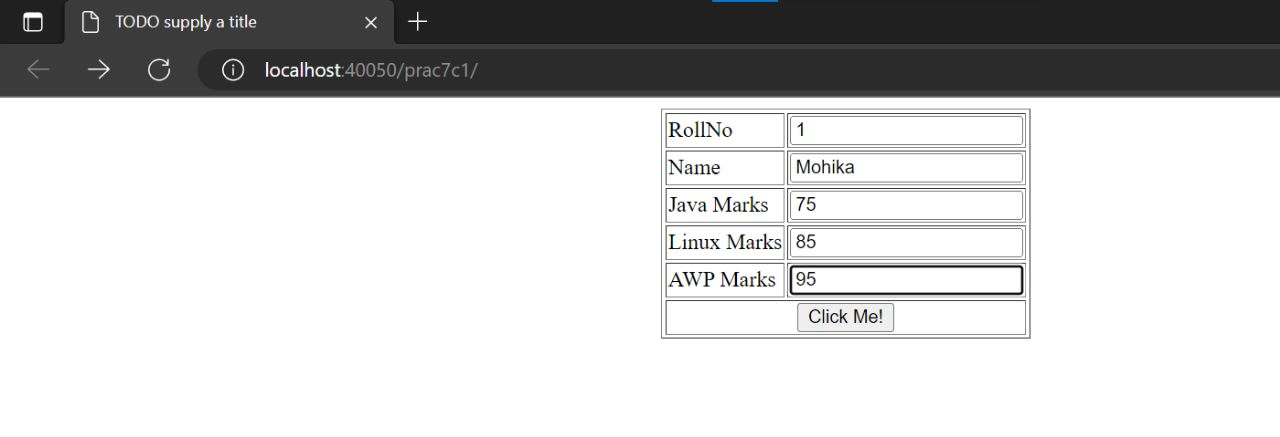 TODO supply a title
localhost:40050/prac7c1/
RollNo 1
Name Mohika
Java Marks 75
Linux Marks 85
AWP Marks 95
Click Me!